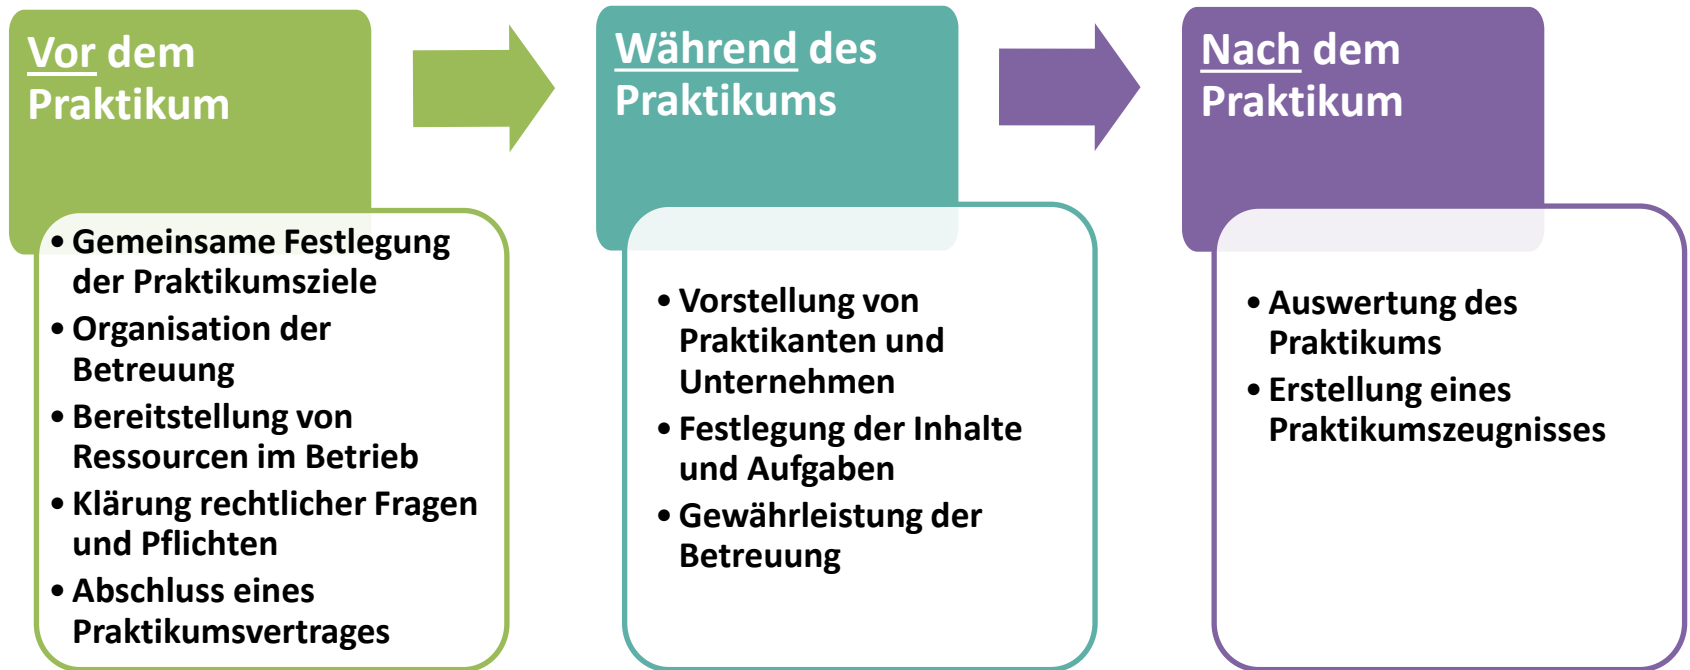 Vor dem
Praktikum
• Gemeinsame Festlegung
der Praktikumsziele
• Organisation der
Betreuung
• Bereitstellung von
Ressourcen im Betrieb
• Klärung rechtlicher Fragen
und Pflichten
• Abschluss eines
Praktikumsvertrages
Während des
Praktikums
• Vorstellung von
Praktikanten und
Unternehmen
• Festlegung der Inhalte
und Aufgaben
• Gewährleistung der
Betreuung
Nach dem
Praktikum
• Auswertung des
Praktikums
• Erstellung eines
Praktikumszeugnisses